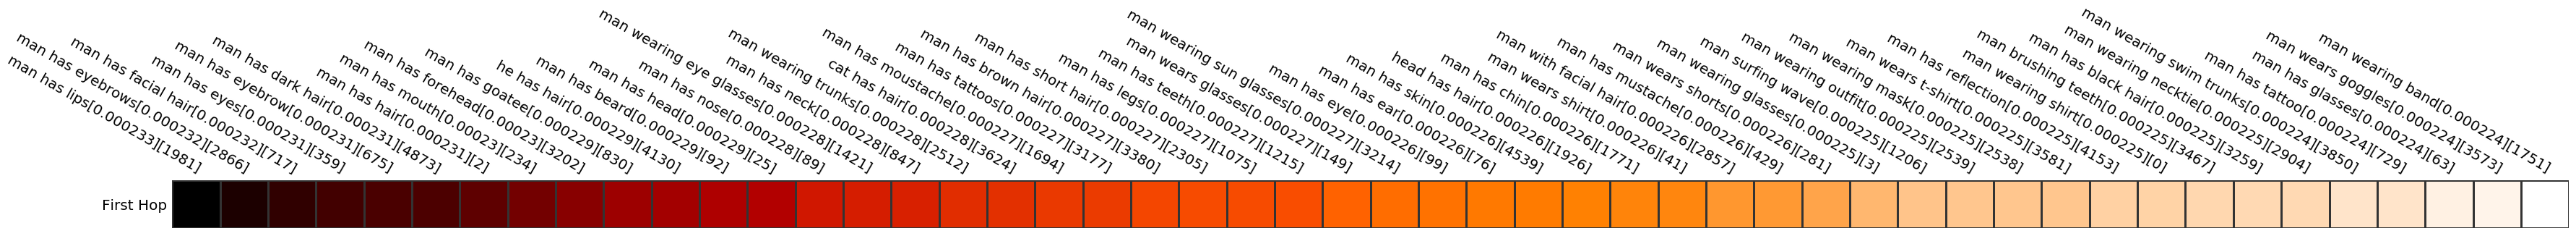 man has lips[0.000233][1981]
man has eyebrows[0.000232][2866]
man has facial hair[0.000232][717]
man has eyes[0.000231][359]
man has eyebrow[0.000231][675]
man has dark hair[0.000231][4873]
man has hair[0.000231][2]
man has mouth[0.00023][234]
man has forehead[0.00023][3202]
man has goatee[0.000229][830]
he has hair[0.000229][4130]
man has beard[0.000229][92]
man has head[0.000229][25]
man has nose[0.000228][89]
man wearing eye glasses[0.000228][1421]
man has neck[0.000228][847]
man wearing trunks[0.000228][2512]
cat has hair[0.000228][3624]
man has moustache[0.000227][1694]
man has tattoos[0.000227][3177]
man has brown hair[0.000227][3380]
man has short hair[0.000227][2305]
man has legs[0.000227][1075]
man has teeth[0.000227][1215]
man wears glasses[0.000227][149]
man wearing sun glasses[0.000227][3214]
man has eye[0.000226][99]
man has ear[0.000226][76]
man has skin[0.000226][4539]
head has hair[0.000226][1926]
man has chin[0.000226][1771]
man wears shirt[0.000226][41]
man with facial hair[0.000226][2857]
man has mustache[0.000226][429]
man wears shorts[0.000226][281]
man wearing glasses[0.000225][3]
man surfing wave[0.000225][1206]
man wearing outfit[0.000225][2539]
man wearing mask[0.000225][2538]
man wears t-shirt[0.000225][3581]
man has reflection[0.000225][4153]
man wearing shirt[0.000225][0]
man brushing teeth[0.000225][3467]
man has black hair[0.000225][3259]
man wearing necktie[0.000225][2904]
man wearing swim trunks[0.000224][3850]
man has tattoo[0.000224][729]
man has glasses[0.000224][63]
man wears goggles[0.000224][3573]
man wearing band[0.000224][1751]
First Hop